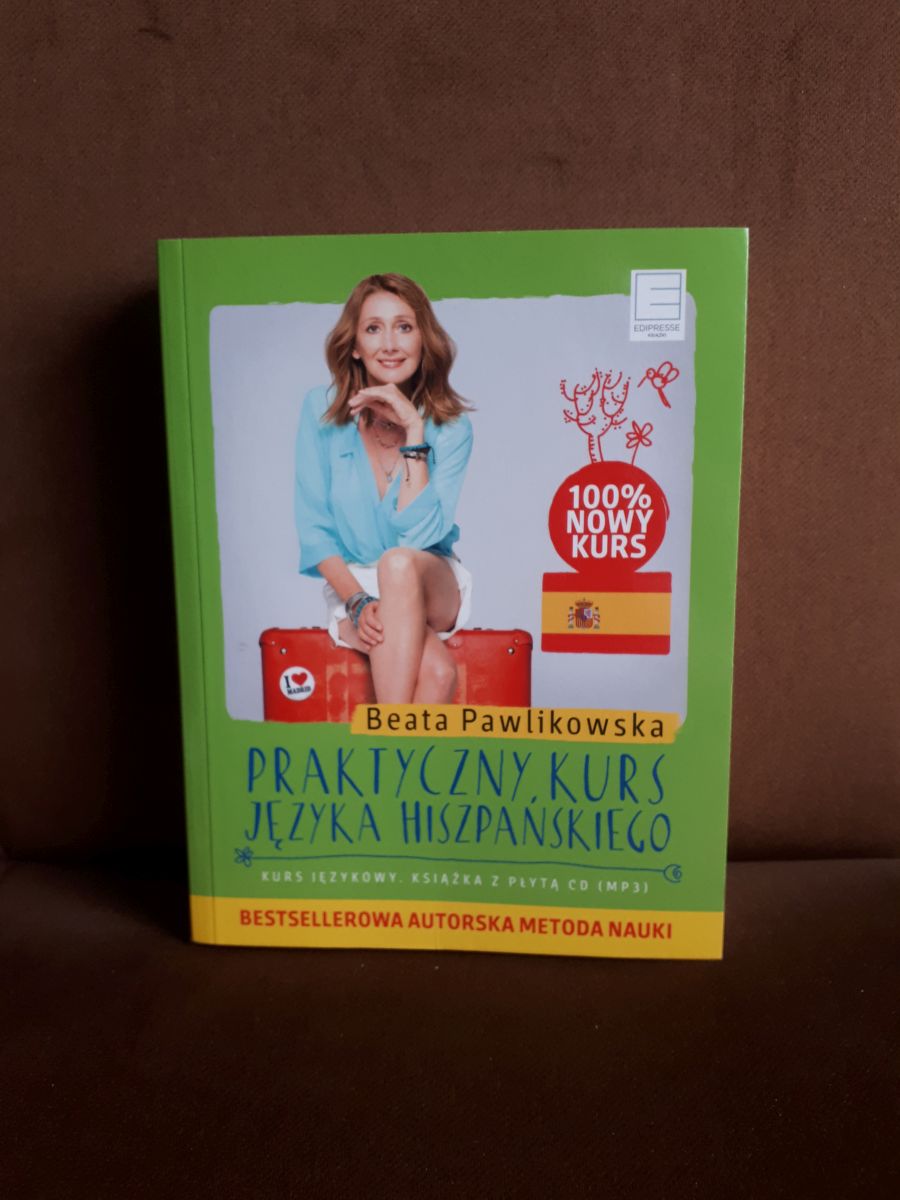 EDIPRESSE
KSIĄŻKI
100%
NOWY
KURS
I ❤
MADRID
Beata Pawlikowska
PRAKTYCZNY KURS
JĘZYKA HISZPAŃSKIEGO
KURS JĘZYKOWY. KSIĄŻKA Z PŁYTĄ CD (MP3)
BESTSELLEROWA AUTORSKA METODA NAUKI